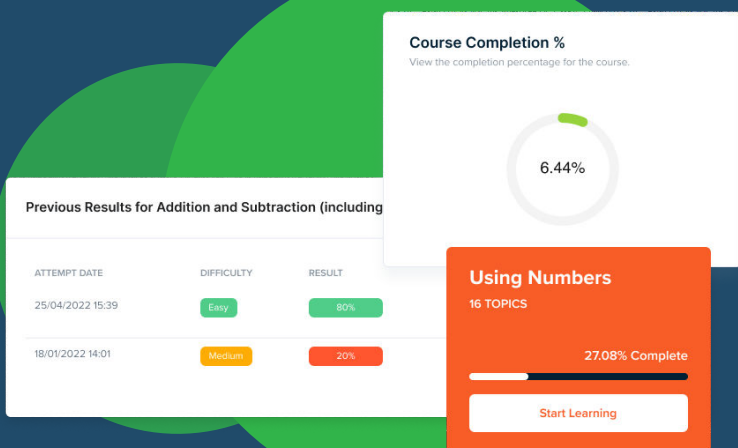 Course Completion %
View the completion percentage for the course.
6.44%
Previous Results for Addition and Subtraction (including
ATTEMPT DATE DIFFICULTY RESULT
25/04/2022 15:39 Easy 80%
18/01/2022 14:01 Medium 20%
Using Numbers
16 TOPICS
27.08% Complete
Start Learning